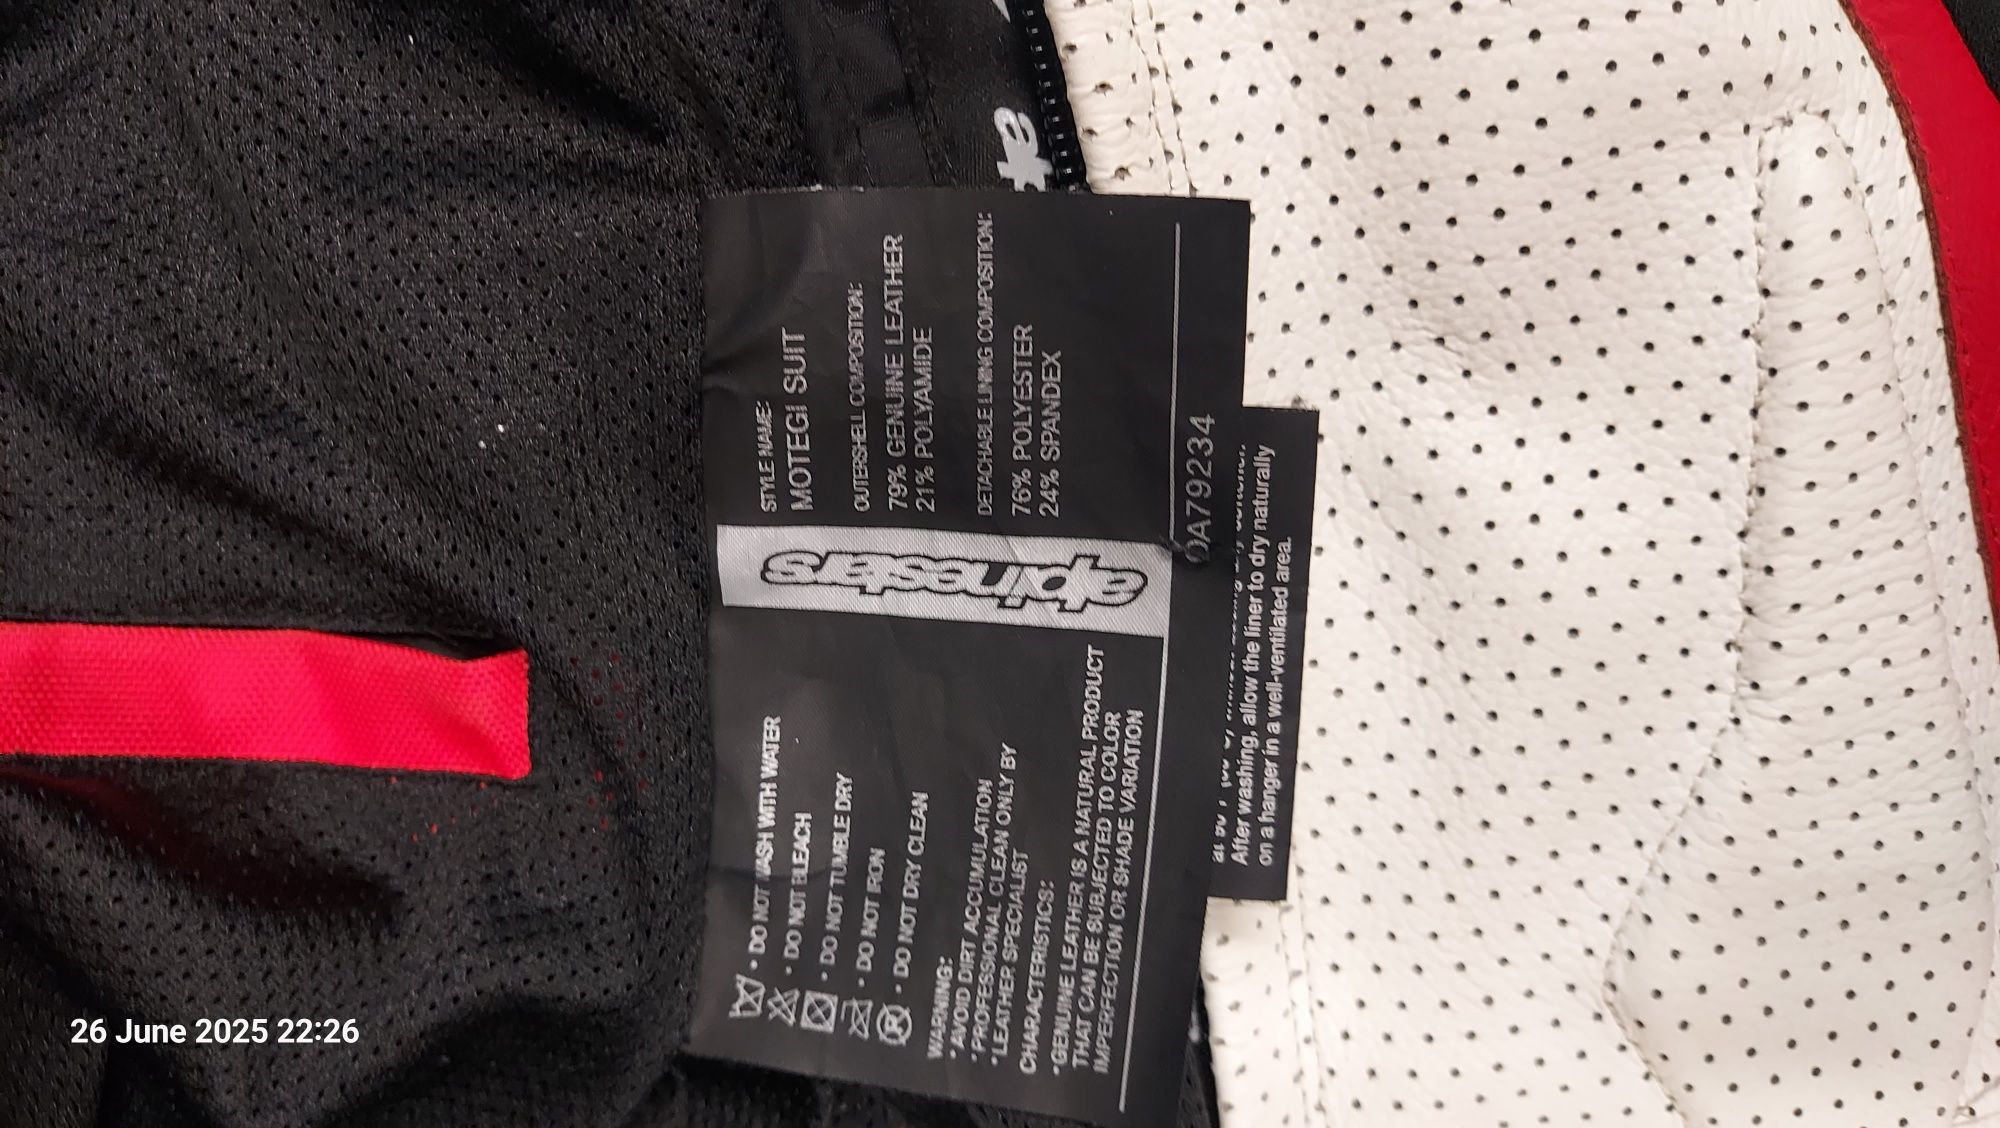 STYLE NAME:
MOTEGI SUIT
OUTERSHELL COMPOSITION:
79% GENUINE LEATHER
21% POLYAMIDE
DETACHABLE LINING COMPOSITION:
76% POLYESTER
24% SPANDEX
alpinestars
• DO NOT WASH WITH WATER
• DO NOT BLEACH
• DO NOT TUMBLE DRY
• DO NOT IRON
• DO NOT DRY CLEAN
WARNING:
*AVOID DIRT ACCUMULATION
*PROFESSIONAL CLEAN ONLY BY
*LEATHER SPECIALIST
CHARACTERISTICS:
*GENUINE LEATHER IS A NATURAL PRODUCT
THAT CAN BE SUBJECTED TO COLOR
IMPERFECTION OR SHADE VARIATION
A79234
After washing, allow the liner to dry naturally
on a hanger in a well-ventilated area.
26 June 2025 22:26